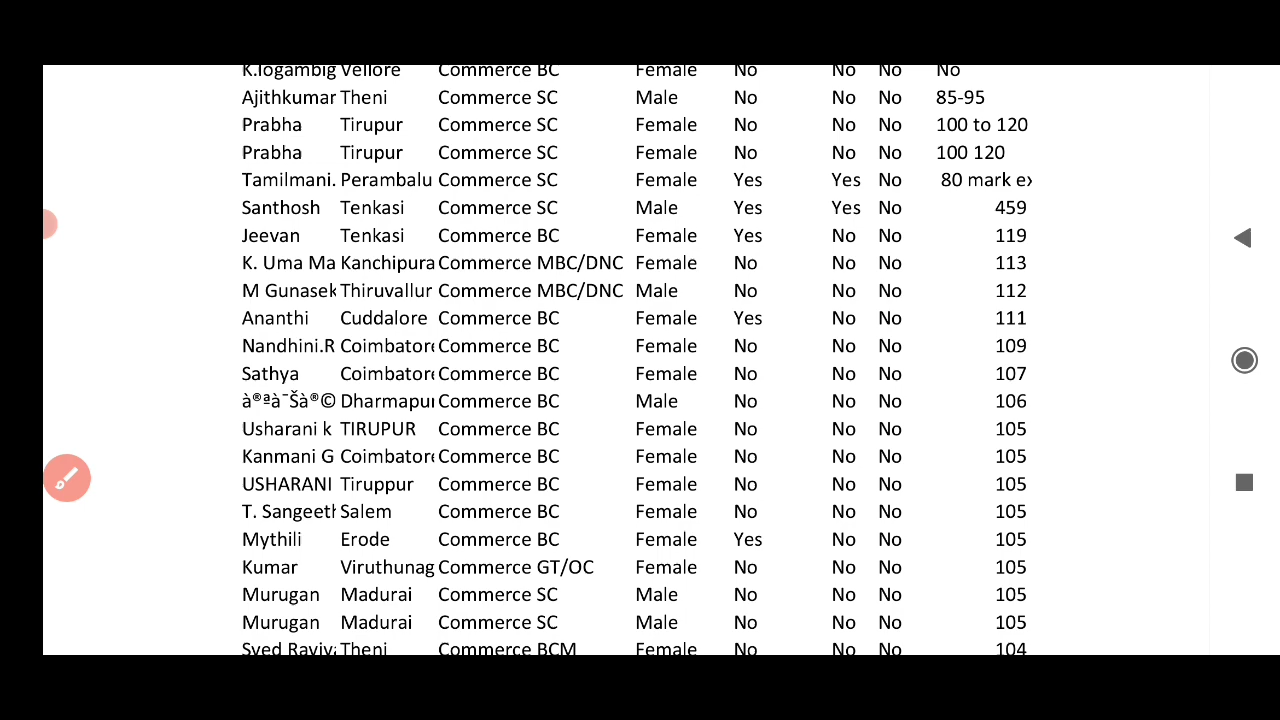 K.logambig Vellore Commerce BC Female No No No No
Ajithkumar Theni Commerce SC Male No No No 85-95
Prabha Tirupur Commerce SC Female No No No 100 to 120
Prabha Tirupur Commerce SC Female No No No 100 120
Tamilmani. Perambalu Commerce SC Female Yes Yes No 80 mark ex
Santhosh Tenkasi Commerce SC Male Yes Yes No 459
Jeevan Tenkasi Commerce BC Female Yes No No 119
K. Uma Ma Kanchipura Commerce MBC/DNC Female No No No 113
M Gunasek Thiruvallur Commerce MBC/DNC Male No No No 112
Ananthi Cuddalore Commerce BC Female Yes No No 111
Nandhini.R Coimbatore Commerce BC Female No No No 109
Sathya Coimbatore Commerce BC Female No No No 107
à®ªà¯Šà®© Dharmapur Commerce BC Male No No No 106
Usharani k TIRUPUR Commerce BC Female No No No 105
Kanmani G Coimbatore Commerce BC Female No No No 105
USHARANI Tiruppur Commerce BC Female No No No 105
T. Sangeeth Salem Commerce BC Female No No No 105
Mythili Erode Commerce BC Female Yes No No 105
Kumar Viruthunag Commerce GT/OC Female No No No 105
Murugan Madurai Commerce SC Male No No No 105
Murugan Madurai Commerce SC Male No No No 105
Syed Raviya Theni Commerce BCM Female No No No 104